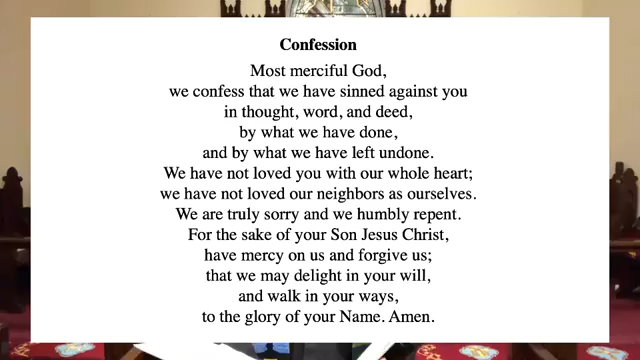 Confession
Most merciful God,
we confess that we have sinned against you
in thought, word, and deed,
by what we have done,
and by what we have left undone.
We have not loved you with our whole heart;
we have not loved our neighbors as ourselves.
We are truly sorry and we humbly repent.
For the sake of your Son Jesus Christ,
have mercy on us and forgive us;
that we may delight in your will,
and walk in your ways,
to the glory of your Name. Amen.